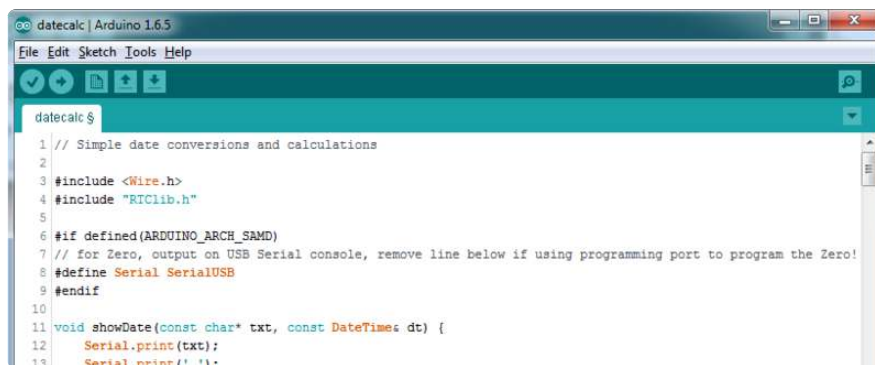 datecalc | Arduino 1.6.5
File Edit Sketch Tools Help
datecalc §
1 // Simple date conversions and calculations
2
3 #include <Wire.h>
4 #include "RTClib.h"
5
6 #if defined(ARDUINO_ARCH_SAMD)
7 // for Zero, output on USB Serial console, remove line below if using programming port to program the Zero!
8 #define Serial SerialUSB
9 #endif
10
11 void showDate(const char* txt, const DateTime& dt) {
12 Serial.print(txt);
13 Serial.print(' ');